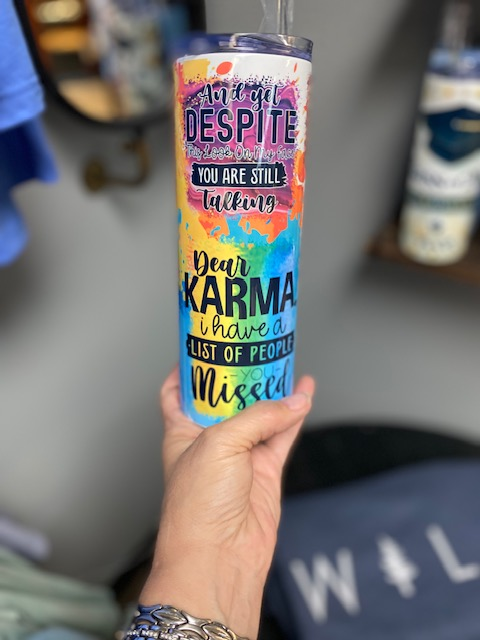 And yet
DESPITE
This Look On My Face
YOU ARE STILL
Talking
Dear
KARMA,
i have a
LIST OF PEOPLE
-YOU-
Missed
W L